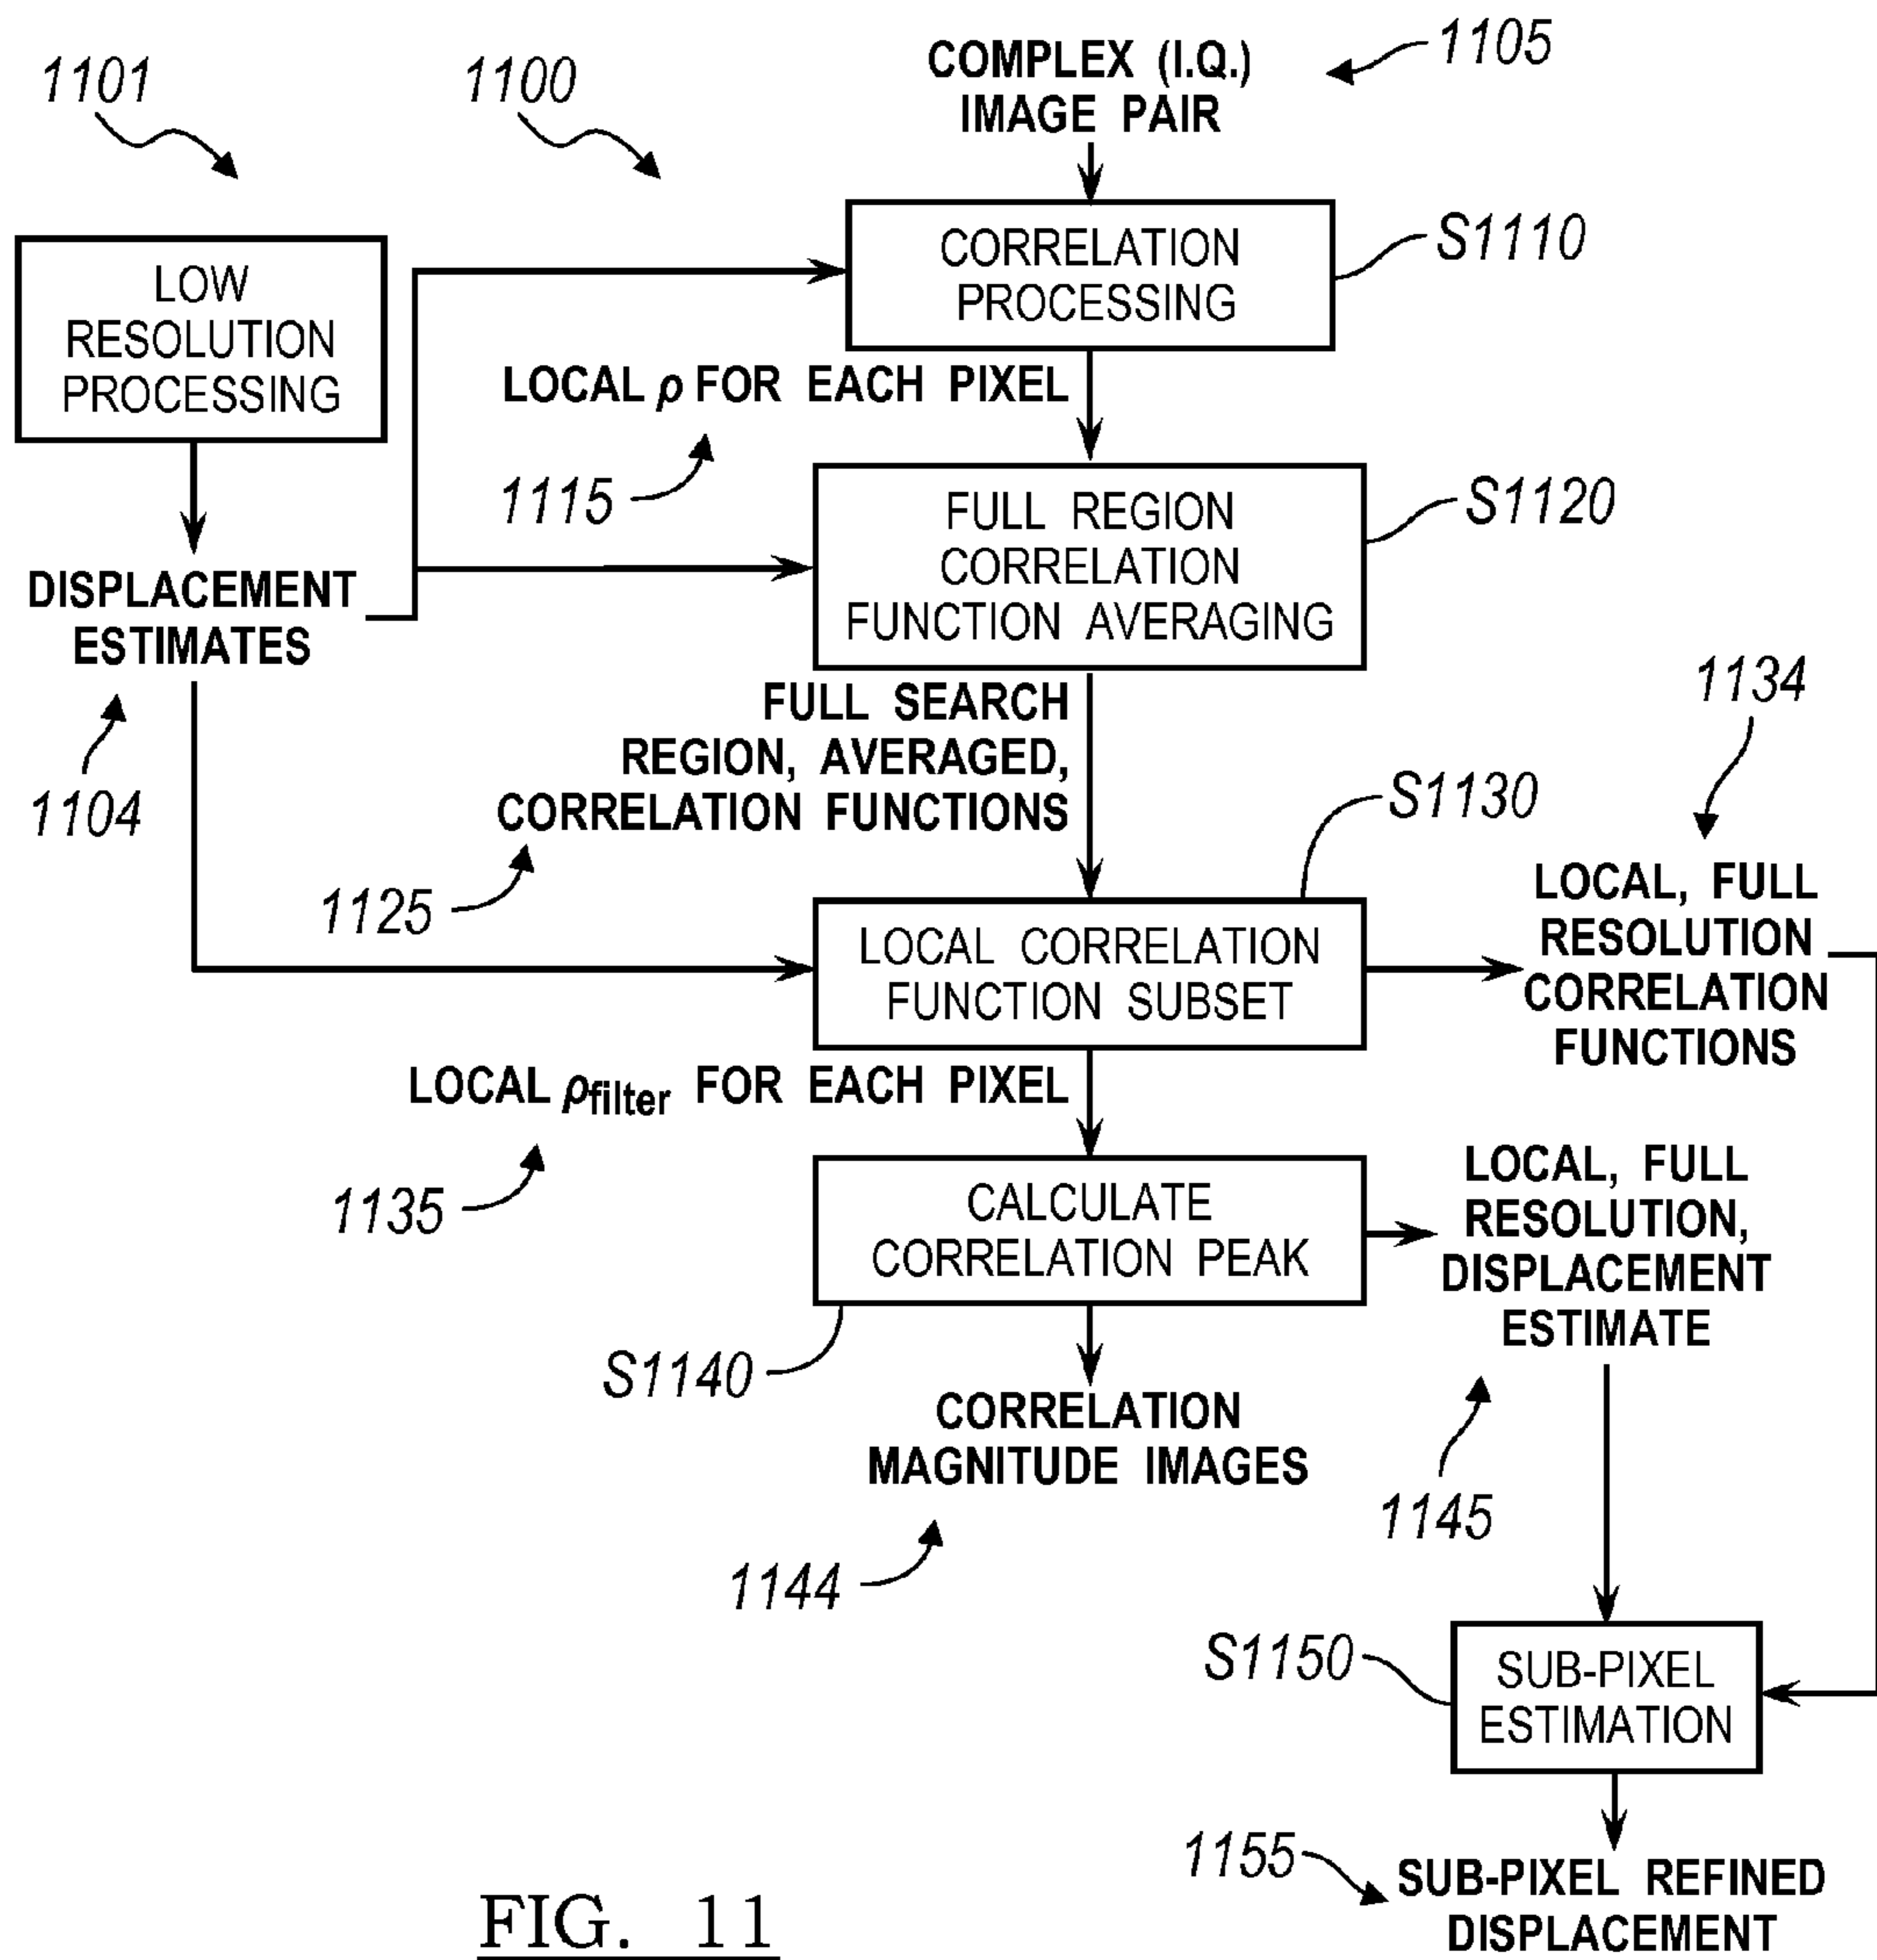 1101
1100
COMPLEX (I.Q.)
IMAGE PAIR
1105
LOW
RESOLUTION
PROCESSING
CORRELATION
PROCESSING
S1110
LOCAL ρ FOR EACH PIXEL
1115
FULL REGION
CORRELATION
FUNCTION AVERAGING
S1120
DISPLACEMENT
ESTIMATES
1104
FULL SEARCH
REGION, AVERAGED,
CORRELATION FUNCTIONS
1125
S1130
1134
LOCAL CORRELATION
FUNCTION SUBSET
LOCAL, FULL
RESOLUTION
CORRELATION
FUNCTIONS
LOCAL ρfilter FOR EACH PIXEL
1135
CALCULATE
CORRELATION PEAK
S1140
LOCAL, FULL
RESOLUTION,
DISPLACEMENT
ESTIMATE
1145
CORRELATION
MAGNITUDE IMAGES
1144
S1150
SUB-PIXEL
ESTIMATION
1155
SUB-PIXEL REFINED
DISPLACEMENT
FIG. 11